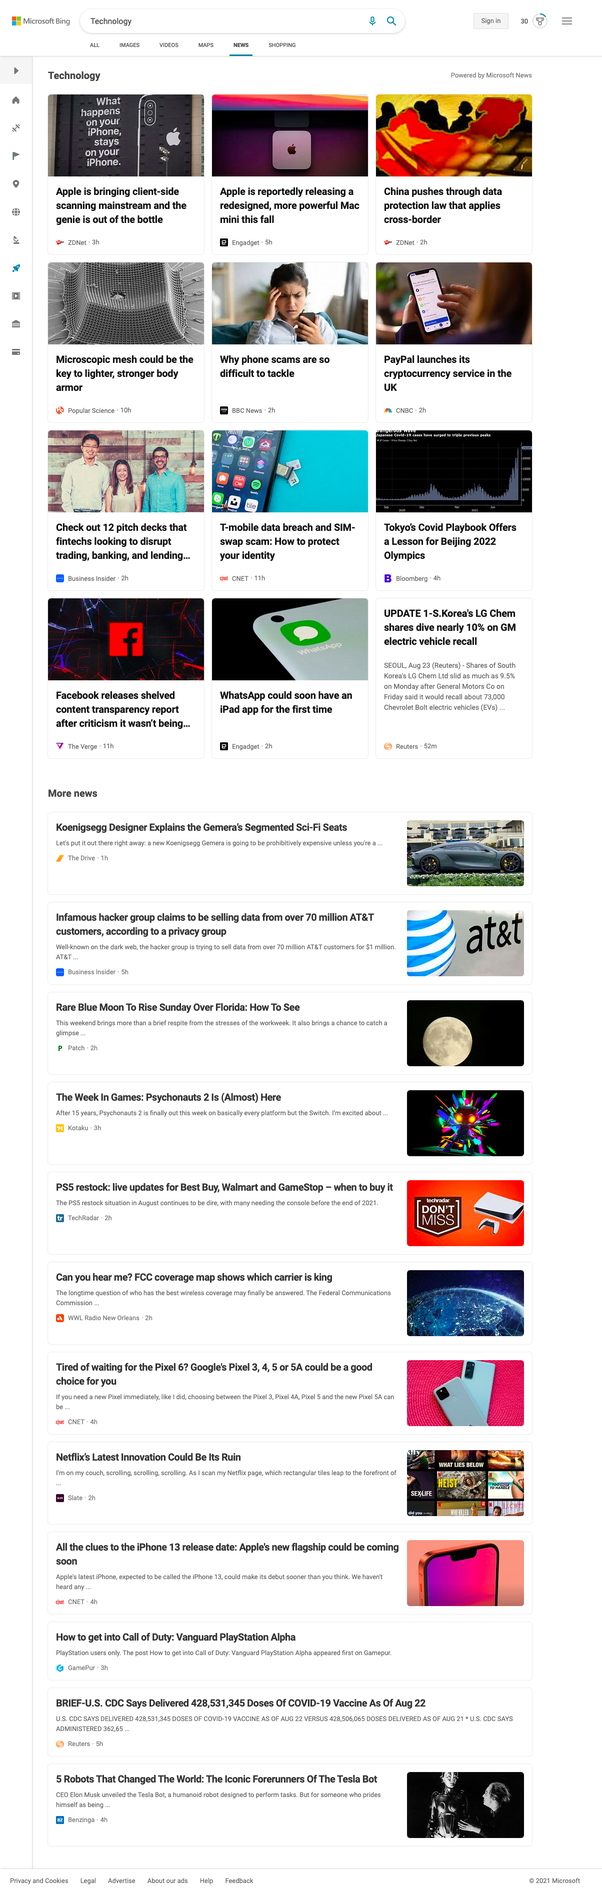 Microsoft Bing
Technology
Sign in
30
ALL
IMAGES
VIDEOS
MAPS
NEWS
SHOPPING
Technology
Powered by Microsoft News
What
happens
on your
iPhone,
stays
on your
iPhone.
Apple is bringing client-side
scanning mainstream and the
genie is out of the bottle
ZDNet · 3h
Apple is reportedly releasing a
redesigned, more powerful Mac
mini this fall
Engadget · 5h
China pushes through data
protection law that applies
cross-border
ZDNet · 2h
Microscopic mesh could be the
key to lighter, stronger body
armor
Popular Science · 10h
Why phone scams are so
difficult to tackle
BBC News · 2h
PayPal launches its
cryptocurrency service in the
UK
CNBC · 2h
Check out 12 pitch decks that
fintechs looking to disrupt
trading, banking, and lending...
Business Insider · 2h
T-mobile data breach and SIM-
swap scam: How to protect
your identity
CNET · 11h
Japanese Covid-19 cases have surged to triple previous peaks
Tokyo's Covid Playbook Offers
a Lesson for Beijing 2022
Olympics
Bloomberg · 4h
Facebook releases shelved
content transparency report
after criticism it wasn't being...
The Verge · 11h
WhatsApp
WhatsApp could soon have an
iPad app for the first time
Engadget · 2h
UPDATE 1-S.Korea's LG Chem
shares dive nearly 10% on GM
electric vehicle recall
SEOUL, Aug 23 (Reuters) - Shares of South
Korea's LG Chem Ltd slid as much as 9.5%
on Monday after General Motors Co on
Friday said it would recall about 73,000
Chevrolet Bolt electric vehicles (EVs) ...
Reuters · 52m
More news
Koenigsegg Designer Explains the Gemera's Segmented Sci-Fi Seats
Let's put it out there right away: a new Koenigsegg Gemera is going to be prohibitively expensive unless you're a ...
The Drive · 1h
Infamous hacker group claims to be selling data from over 70 million AT&T
customers, according to a privacy group
Well-known on the dark web, the hacker group is trying to sell data from over 70 million AT&T customers for $1 million.
AT&T ...
Business Insider · 5h
at&t
Rare Blue Moon To Rise Sunday Over Florida: How To See
This weekend brings more than a brief respite from the stresses of the workweek. It also brings a chance to catch a
glimpse ...
Patch · 2h
The Week In Games: Psychonauts 2 Is (Almost) Here
After 15 years, Psychonauts 2 is finally out this week on basically every platform but the Switch. I'm excited about ...
Kotaku · 3h
PS5 restock: live updates for Best Buy, Walmart and GameStop – when to buy it
The PS5 restock situation in August continues to be dire, with many needing the console before the end of 2021.
TechRadar · 2h
techradar
DON'T
MISS
Can you hear me? FCC coverage map shows which carrier is king
The longtime question of who has the best wireless coverage may finally be answered. The Federal Communications
Commission ...
WWL Radio New Orleans · 2h
Tired of waiting for the Pixel 6? Google's Pixel 3, 4, 5 or 5A could be a good
choice for you
If you need a new Pixel immediately, like I did, choosing between the Pixel 3, Pixel 4A, Pixel 5 and the new Pixel 5A can
be ...
CNET · 4h
Netflix's Latest Innovation Could Be Its Ruin
I'm on my couch, scrolling, scrolling, scrolling. As I scan my Netflix page, which rectangular tiles leap to the forefront of
...
Slate · 2h
WHAT LIES BELOW
SEX/LIFE
HEIST
All the clues to the iPhone 13 release date: Apple's new flagship could be coming
soon
Apple's latest iPhone, expected to be called the iPhone 13, could make its debut sooner than you think. We haven't
heard any ...
CNET · 4h
How to get into Call of Duty: Vanguard PlayStation Alpha
PlayStation users only. The post How to get into Call of Duty: Vanguard PlayStation Alpha appeared first on Gamepur.
GamePur · 3h
BRIEF-U.S. CDC Says Delivered 428,531,345 Doses Of COVID-19 Vaccine As Of Aug 22
U.S. CDC SAYS DELIVERED 428,531,345 DOSES OF COVID-19 VACCINE AS OF AUG 22 VERSUS 428,506,065 DOSES DELIVERED AS OF AUG 21 * U.S. CDC SAYS
ADMINISTERED 362,65 ...
Reuters · 5h
5 Robots That Changed The World: The Iconic Forerunners Of The Tesla Bot
CEO Elon Musk unveiled the Tesla Bot, a humanoid robot designed to perform tasks. But for someone who prides
himself as being ...
Benzinga · 4h
Privacy and Cookies
Legal
Advertise
About our ads
Help
Feedback
© 2021 Microsoft